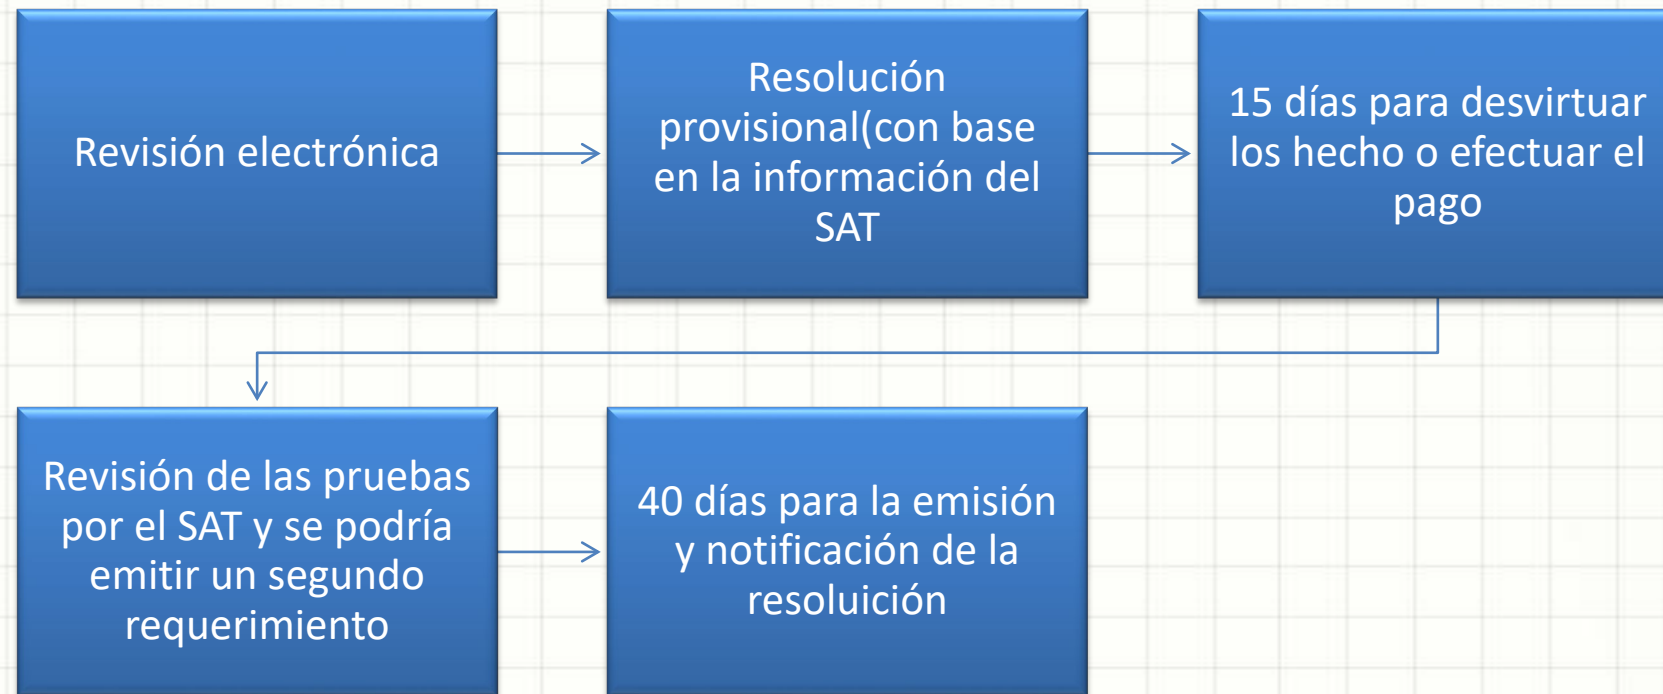 Revisión electrónica
Resolución
provisional(con base
en la información del
SAT
15 días para desvirtuar
los hecho o efectuar el
pago
Revisión de las pruebas
por el SAT y se podría
emitir un segundo
requerimiento
40 días para la emisión
y notificación de la
resoluición